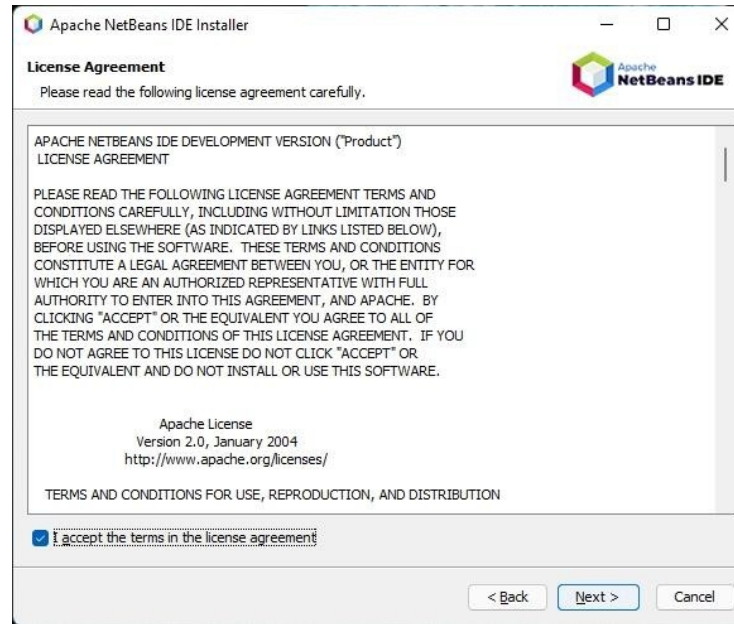 Apache NetBeans IDE Installer
License Agreement
Please read the following license agreement carefully.
Apache
NetBeans IDE
APACHE NETBEANS IDE DEVELOPMENT VERSION ("Product")
LICENSE AGREEMENT
PLEASE READ THE FOLLOWING LICENSE AGREEMENT TERMS AND
CONDITIONS CAREFULLY, INCLUDING WITHOUT LIMITATION THOSE
DISPLAYED ELSEWHERE (AS INDICATED BY LINKS LISTED BELOW),
BEFORE USING THE SOFTWARE.  THESE TERMS AND CONDITIONS
CONSTITUTE A LEGAL AGREEMENT BETWEEN YOU, OR THE ENTITY FOR
WHICH YOU ARE AN AUTHORIZED REPRESENTATIVE WITH FULL
AUTHORITY TO ENTER INTO THIS AGREEMENT, AND APACHE.  BY
CLICKING "ACCEPT" OR THE EQUIVALENT YOU AGREE TO ALL OF
THE TERMS AND CONDITIONS OF THIS LICENSE AGREEMENT.  IF YOU
DO NOT AGREE TO THIS LICENSE DO NOT CLICK "ACCEPT" OR
THE EQUIVALENT AND DO NOT INSTALL OR USE THIS SOFTWARE.
Apache License
Version 2.0, January 2004
http://www.apache.org/licenses/
TERMS AND CONDITIONS FOR USE, REPRODUCTION, AND DISTRIBUTION
I accept the terms in the license agreement
< Back
Next >
Cancel